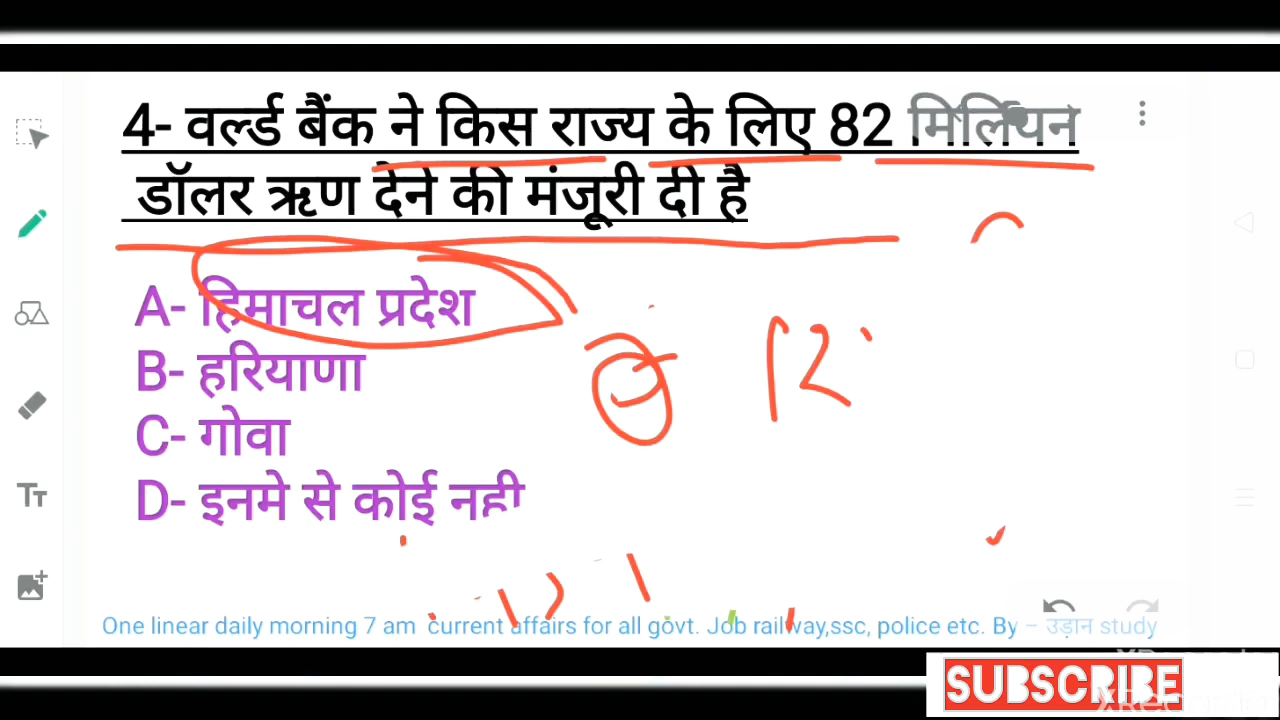 4- वर्ल्ड बैंक ने किस राज्य के लिए 82 मिलियन
डॉलर ऋण देने की मंजूरी दी है
A- हिमाचल प्रदेश
B- हरियाणा
C- गोवा
D- इनमे से कोई नही
One linear daily morning 7 am current affairs for all govt. Job railway,ssc, police etc. By – उड़ान study
SUBSCRIBE